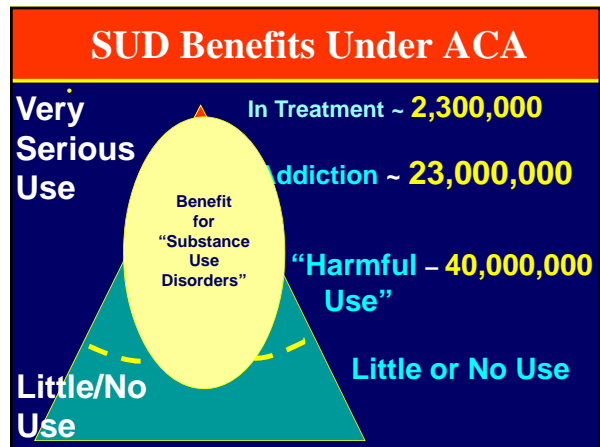 SUD Benefits Under ACA
Very
Serious
Use
In Treatment ~ 2,300,000
Addiction ~ 23,000,000
Benefit
for
“Substance
Use
Disorders”
“Harmful – 40,000,000
Use”
Little or No Use
Little/No
Use